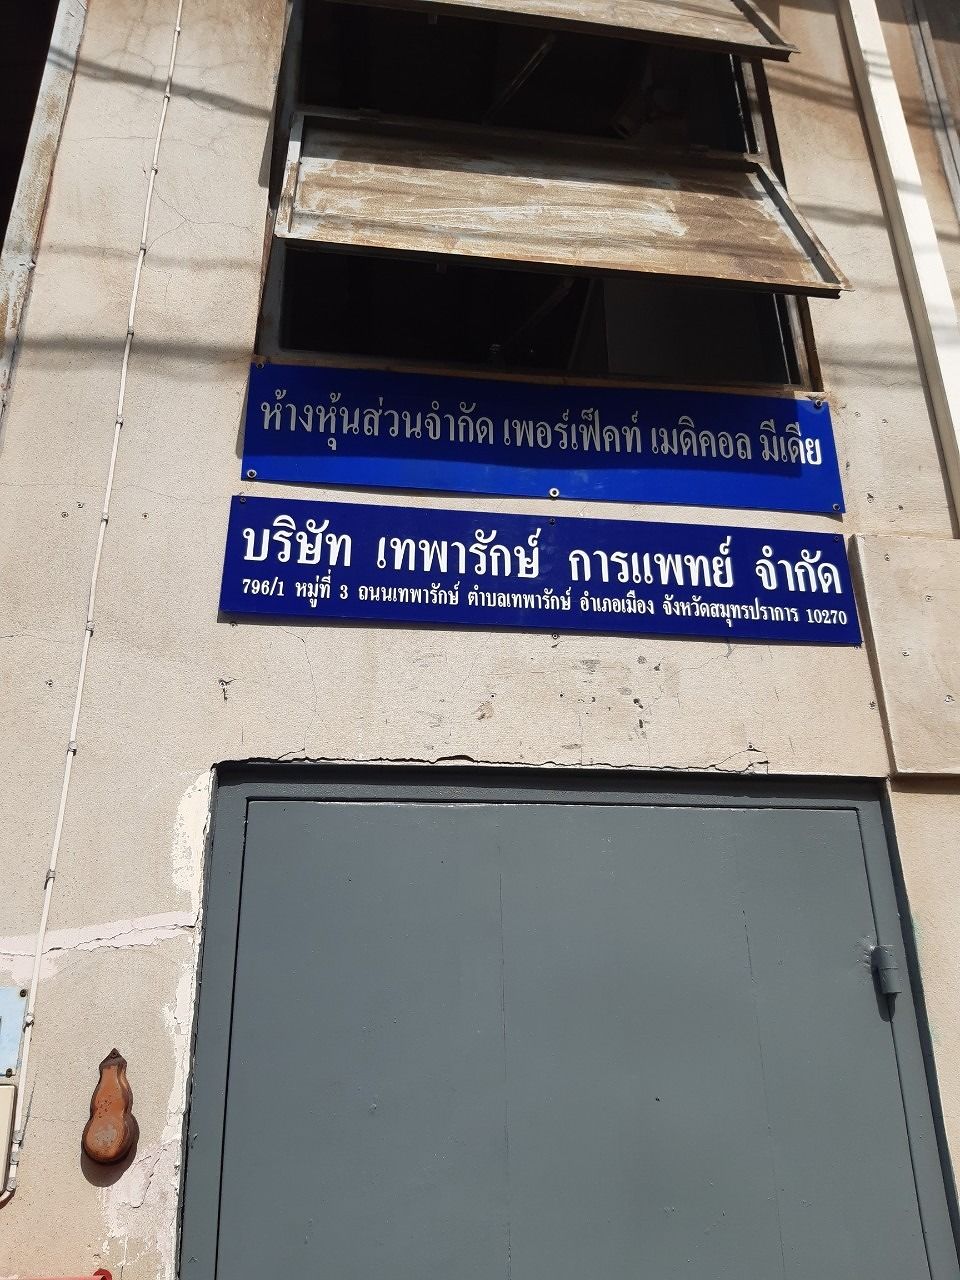 ห้างหุ้นส่วนจำกัด เพอร์เฟ็คท์ เมดิคอล มีเดีย
บริษัท เทพารักษ์ การแพทย์ จำกัด
796/1 หมู่ที่ 3 ถนนเทพารักษ์ ตำบลเทพารักษ์ อำเภอเมือง จังหวัดสมุทรปราการ 10270